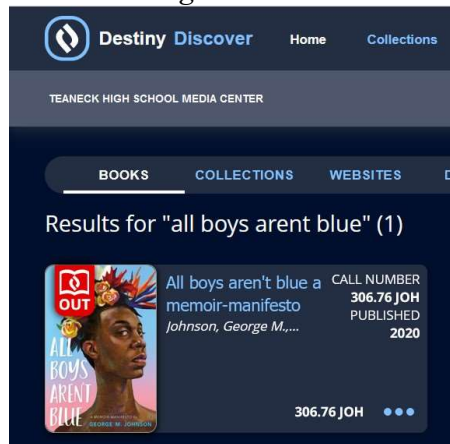 Destiny Discover Home Collections
TEANECK HIGH SCHOOL MEDIA CENTER
BOOKS COLLECTIONS WEBSITES
Results for "all boys arent blue" (1)
OUT
ALL
BOYS
AREN'T
BLUE
GEORGE M. JOHNSON
All boys aren't blue a
memoir-manifesto
Johnson, George M.,...
CALL NUMBER
306.76 JOH
PUBLISHED
2020
306.76 JOH